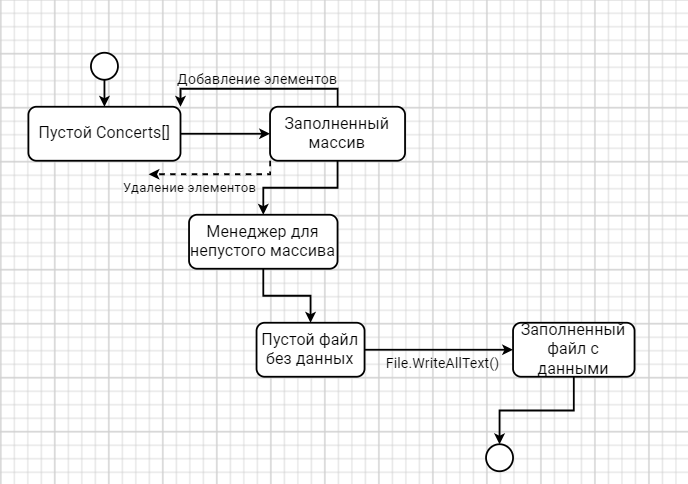 Добавление элементов
Пустой Concerts[]
Заполненный
массив
Удаление элементов
Менеджер для
непустого массива
Пустой файл
без данных
File.WriteAllText()
Заполненный
файл с
данными